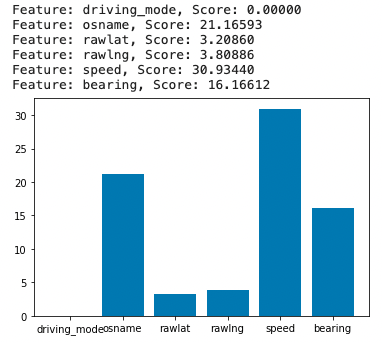 Feature: driving_mode, Score: 0.00000
Feature: osname, Score: 21.16593
Feature: rawlat, Score: 3.20860
Feature: rawlng, Score: 3.80886
Feature: speed, Score: 30.93440
Feature: bearing, Score: 16.16612
30
25
20
15
10
5
0
driving_mode osname rawlat rawlng speed bearing